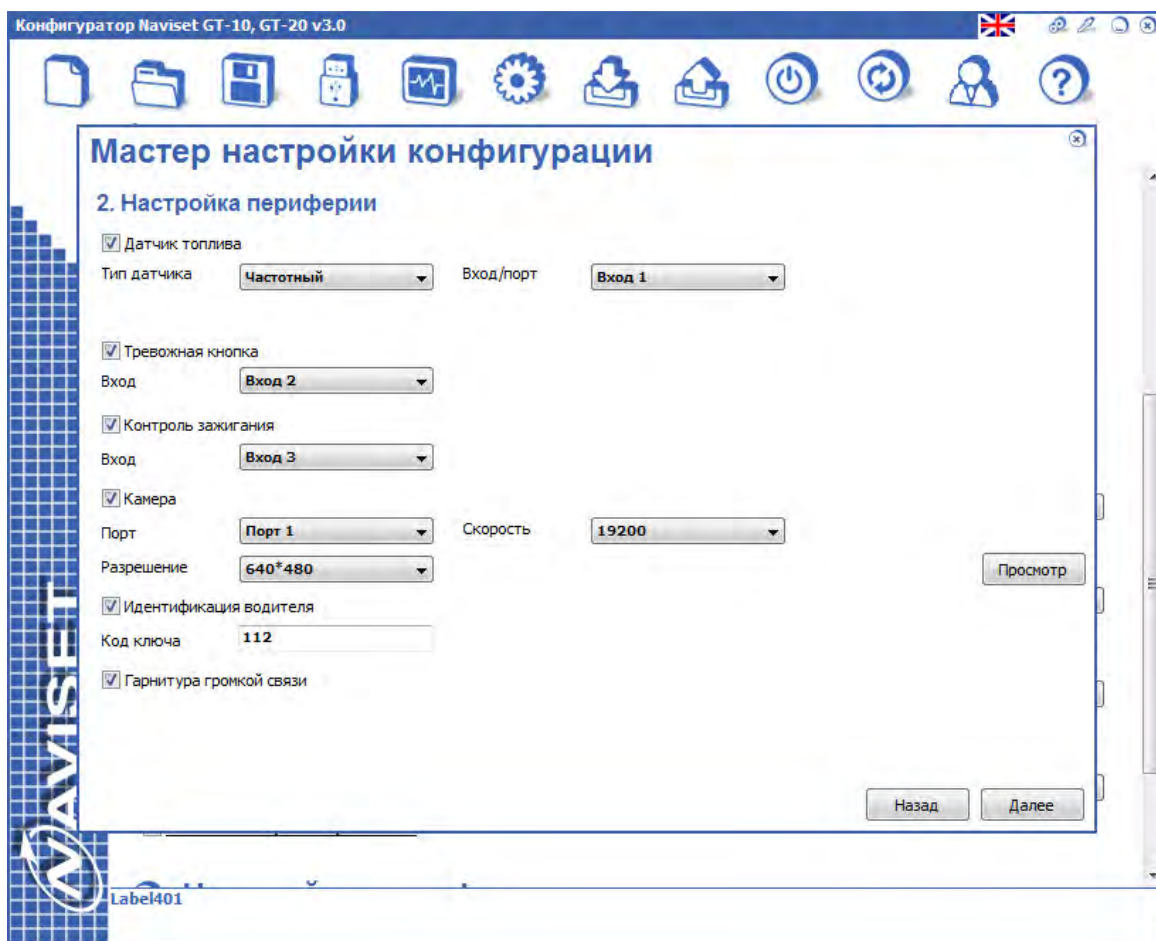 Конфигуратор Naviset GT-10, GT-20 v3.0
Мастер настройки конфигурации
2. Настройка периферии
Датчик топлива
Тип датчика Частотный Вход/порт Вход 1
Тревожная кнопка
Вход Вход 2
Контроль зажигания
Вход Вход 3
Камера
Порт Порт 1 Скорость 19200
Разрешение 640*480
Просмотр
Идентификация водителя
Код ключа 112
Гарнитура громкой связи
Назад Далее
NAVISET
Label401